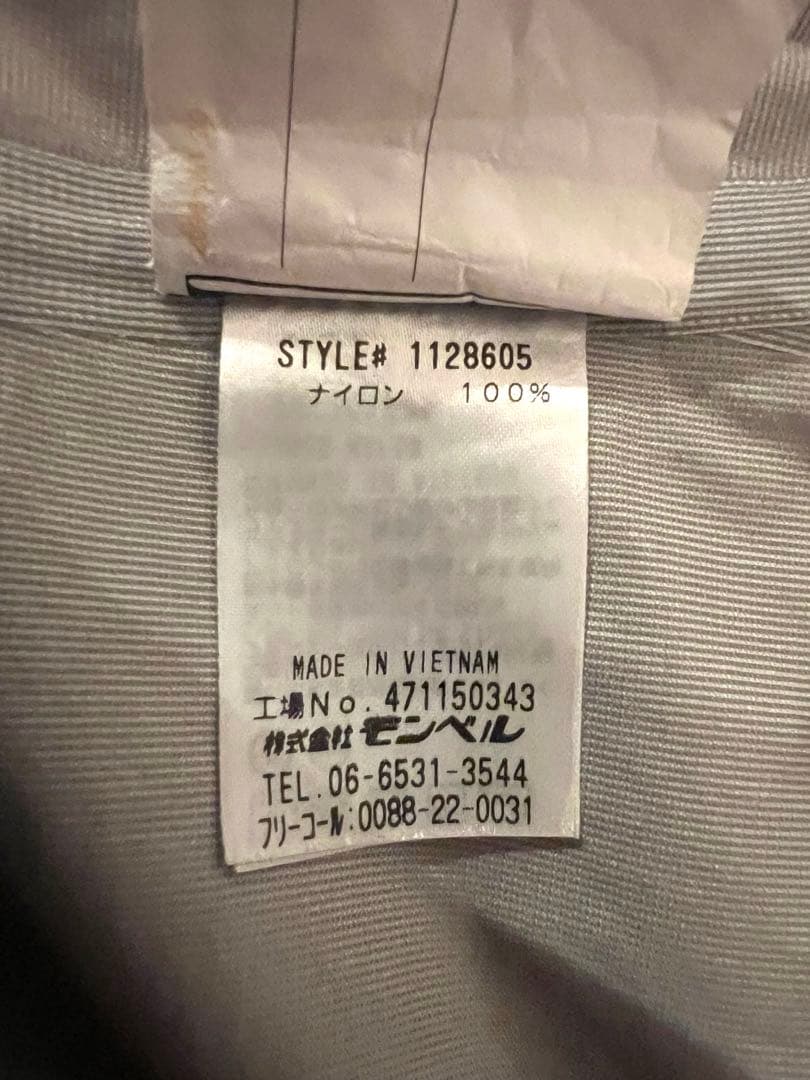 STYLE# 1128605
ナイロン 100%
MADE IN VIETNAM
工場No. 471150343
株式会社 モンベル
TEL. 06-6531-3544
フリーコール:0088-22-0031